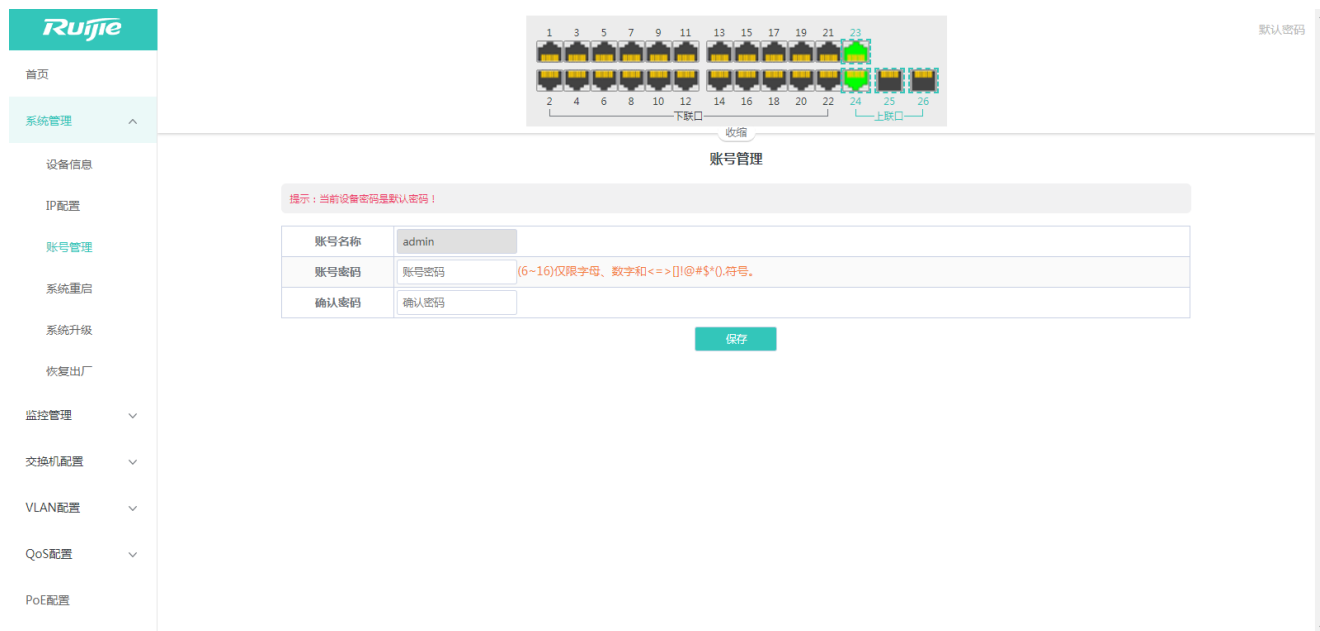 Ruijie
1 3 5 7 9 11 13 15 17 19 21 23
2 4 6 8 10 12 14 16 18 20 22 24 25 26
下联口 上联口
收缩
默认密码
首页
系统管理
设备信息
IP配置
账号管理
系统重启
系统升级
恢复出厂
监控管理
交换机配置
VLAN配置
QoS配置
PoE配置
账号管理
提示：当前设备密码是默认密码！
账号名称 admin
账号密码 账号密码 (6~16)仅限字母、数字和<=>[]!@#$*().符号。
确认密码 确认密码
保存